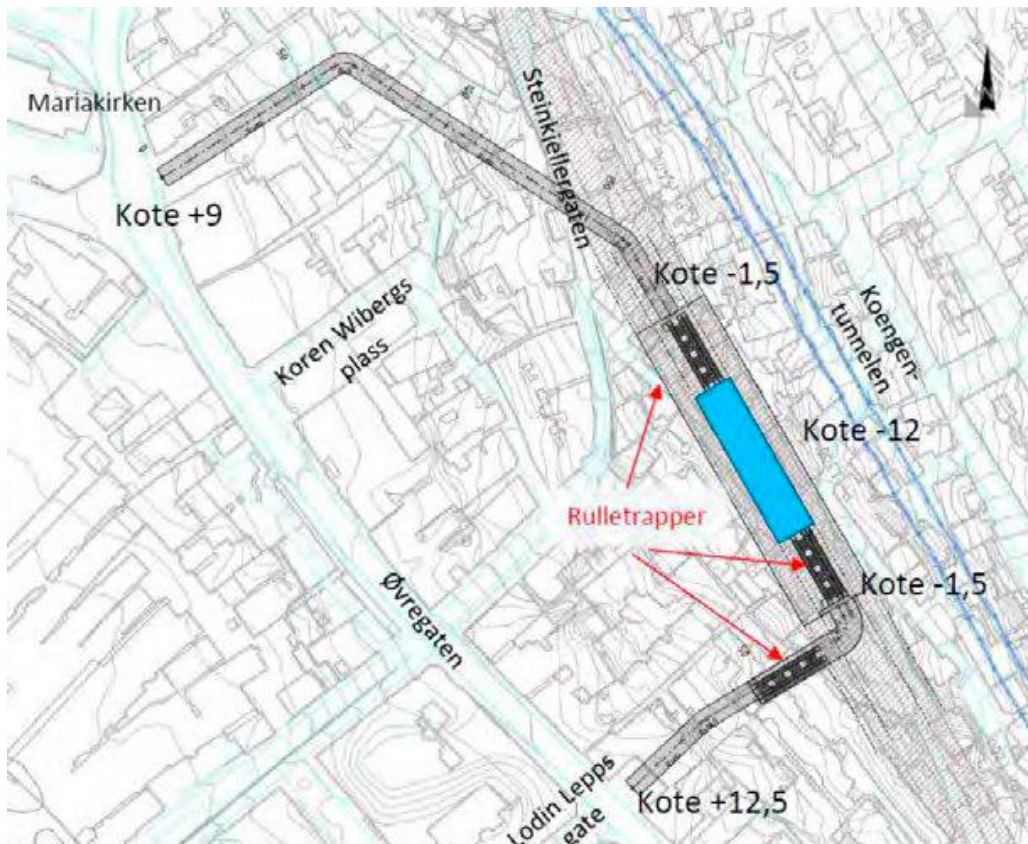 Mariakirken
Kote +9
Steinkjellergaten
Kote -1,5
Koren Wibergs
plass
Koengen-
tunnelen
Kote -12
Rulletrapper
Kote -1,5
Øvregaten
Lodin Lepps
gate
Kote +12,5